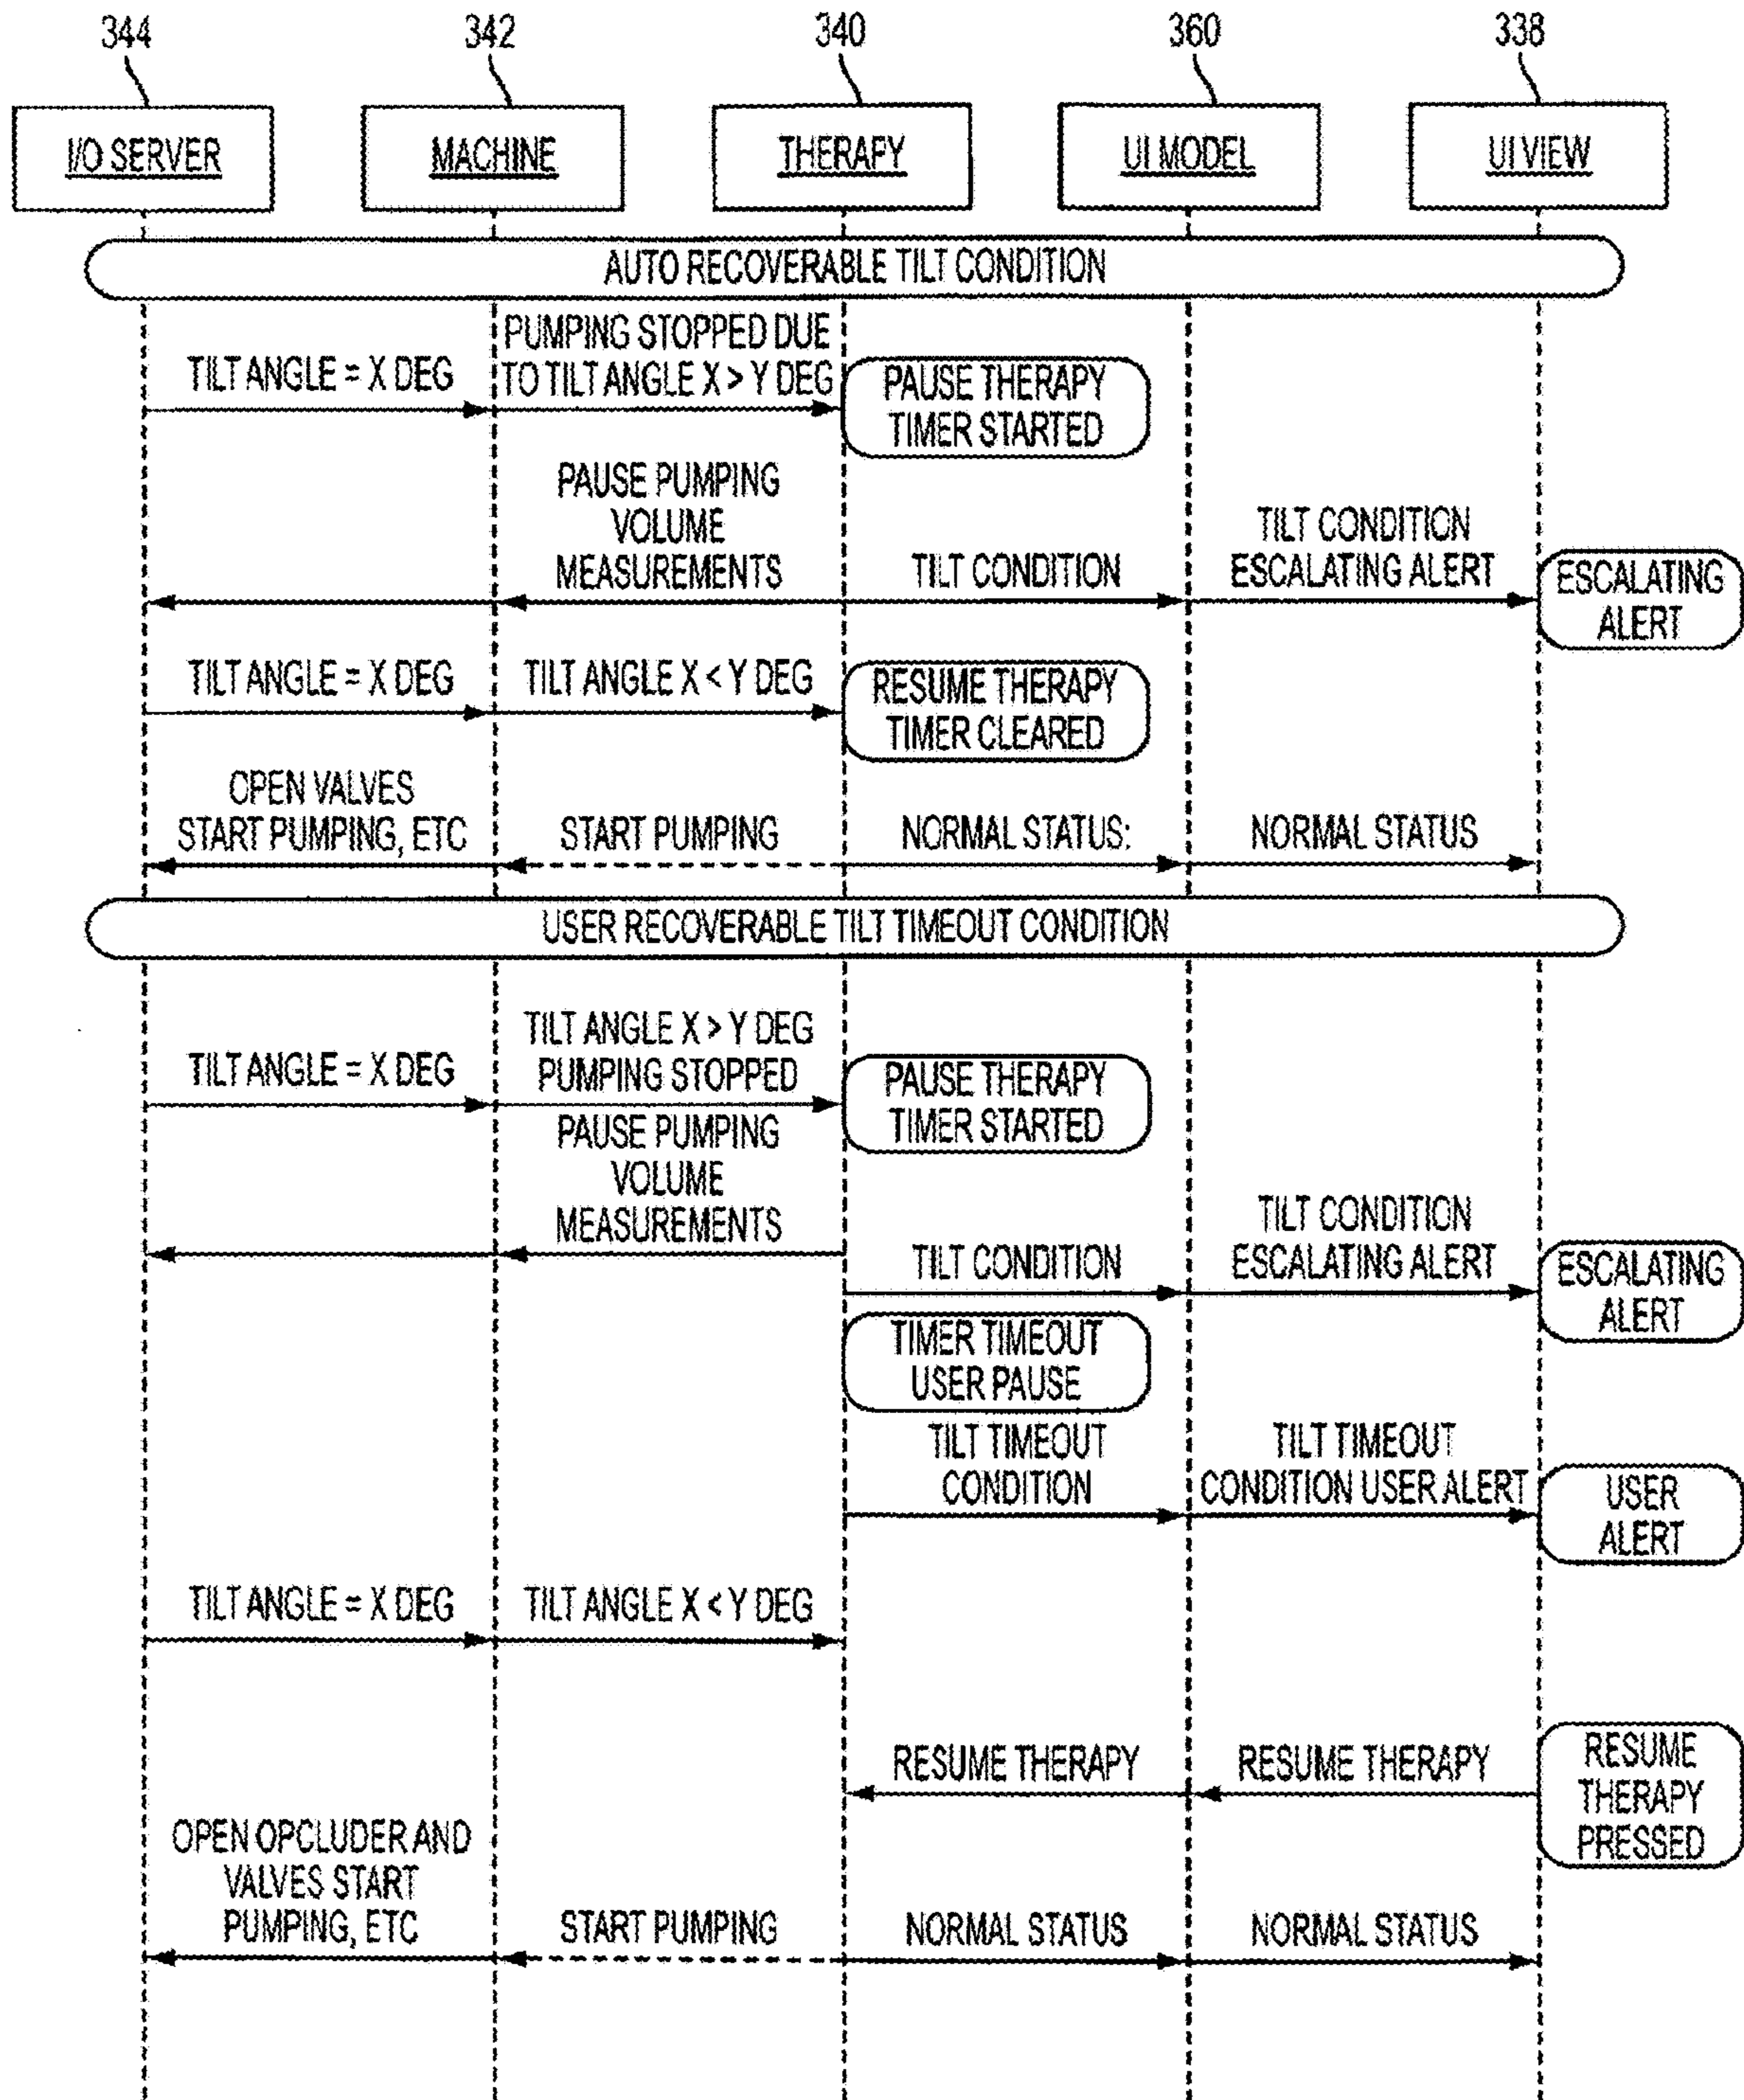 344
342
340
360
338
I/O SERVER
MACHINE
THERAPY
UI MODEL
UI VIEW
AUTO RECOVERABLE TILT CONDITION
TILT ANGLE = X DEG
PUMPING STOPPED DUE
TO TILT ANGLE X > Y DEG
PAUSE THERAPY
TIMER STARTED
PAUSE PUMPING
VOLUME
MEASUREMENTS
TILT CONDITION
TILT CONDITION
ESCALATING ALERT
ESCALATING
ALERT
TILT ANGLE = X DEG
TILT ANGLE X < Y DEG
RESUME THERAPY
TIMER CLEARED
OPEN VALVES
START PUMPING, ETC
START PUMPING
NORMAL STATUS:
NORMAL STATUS
USER RECOVERABLE TILT TIMEOUT CONDITION
TILT ANGLE = X DEG
TILT ANGLE X > Y DEG
PUMPING STOPPED
PAUSE THERAPY
TIMER STARTED
PAUSE PUMPING
VOLUME
MEASUREMENTS
TILT CONDITION
TILT CONDITION
ESCALATING ALERT
ESCALATING
ALERT
TIMER TIMEOUT
USER PAUSE
TILT TIMEOUT
CONDITION
TILT TIMEOUT
CONDITION USER ALERT
USER
ALERT
TILT ANGLE = X DEG
TILT ANGLE X < Y DEG
RESUME THERAPY
RESUME THERAPY
RESUME
THERAPY
PRESSED
OPEN OPCLUDER AND
VALVES START
PUMPING, ETC
START PUMPING
NORMAL STATUS
NORMAL STATUS